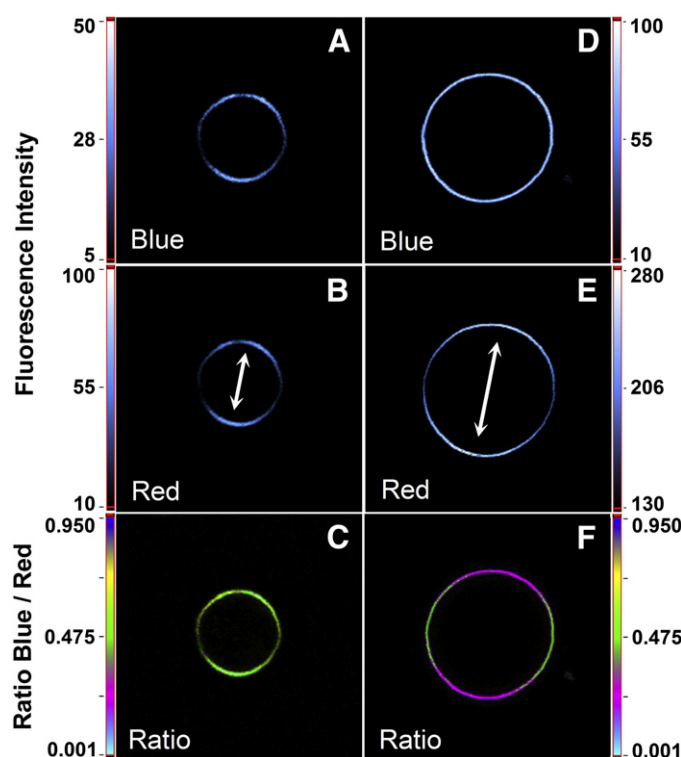 Fluorescence Intensity
Ratio Blue / Red
50
28
5
A
Blue
D
Blue
100
55
10
100
55
10
B
Red
E
Red
280
206
130
0.950
0.475
0.001
C
Ratio
F
Ratio
0.950
0.475
0.001